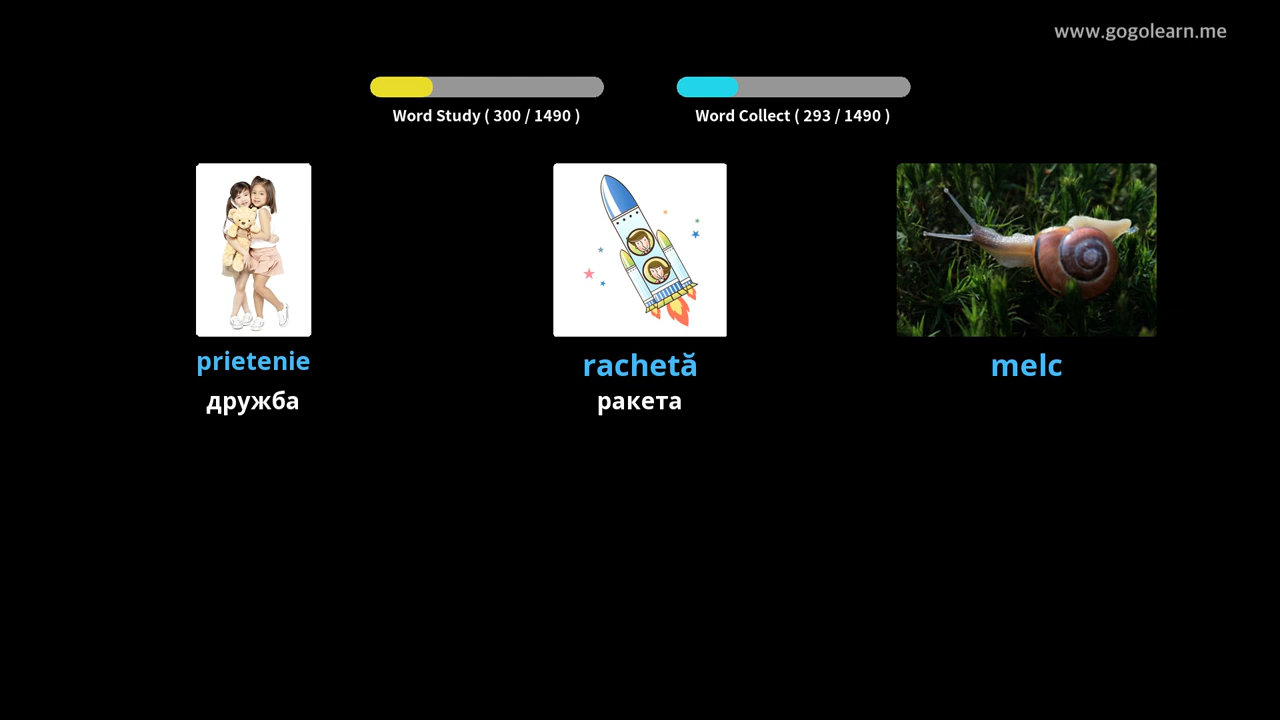 www.gogolearn.me
Word Study ( 300 / 1490 )
Word Collect ( 293 / 1490 )
prietenie
rachetă
melc
дружба
ракета